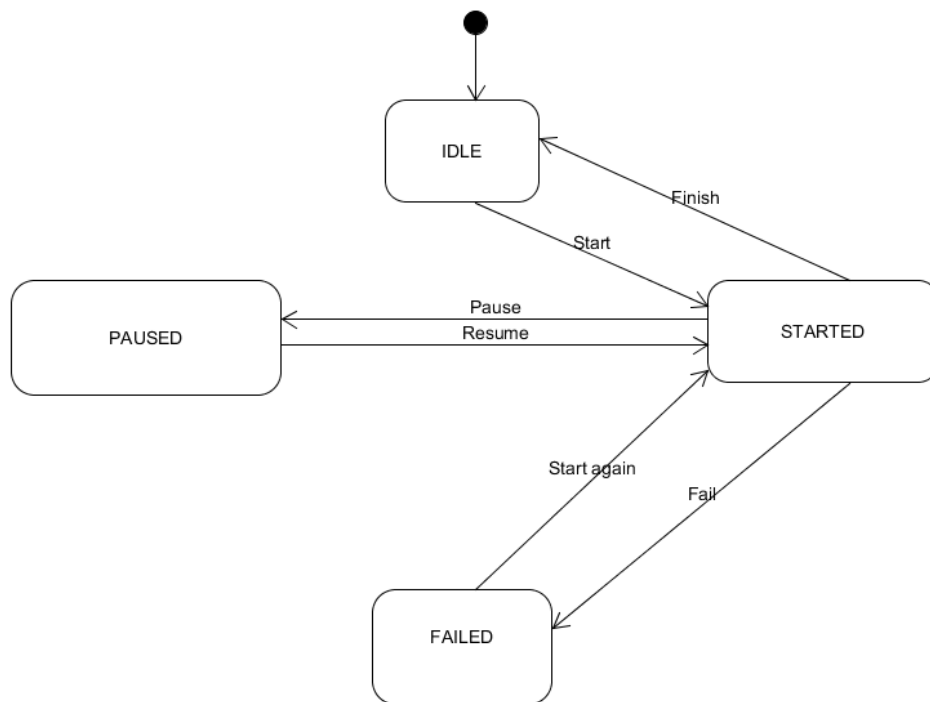 IDLE
Finish
Start
Pause
PAUSED
Resume
STARTED
Start again
Fail
FAILED